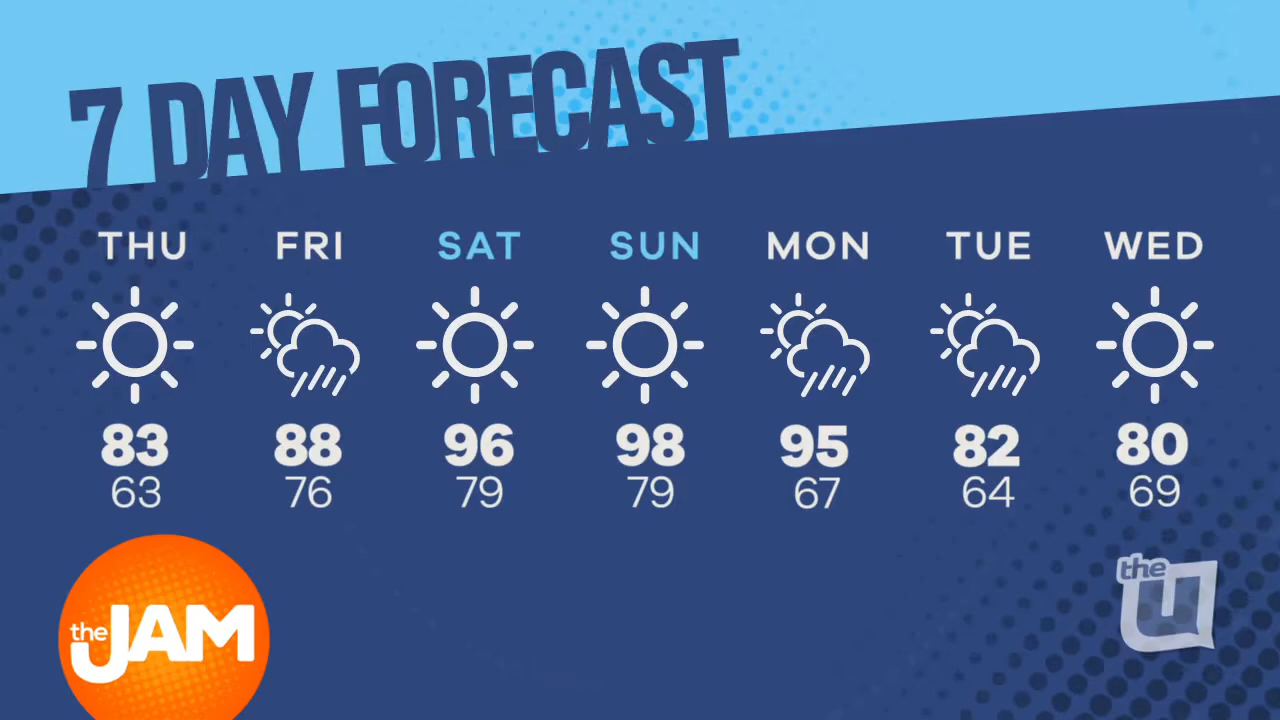 7 DAY FORECAST
THU FRI SAT SUN MON TUE WED
83 88 96 98 95 82 80
63 76 79 79 67 64 69
the JAM
the U